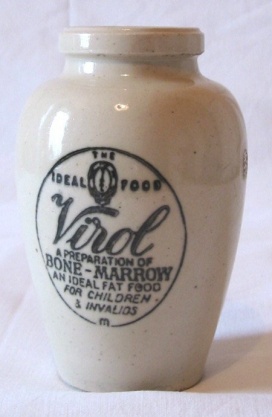 THE
IDEAL FOOD
Virol
A PREPARATION OF
BONE-MARROW
AN IDEAL FAT FOOD
FOR CHILDREN
& INVALIDS
m